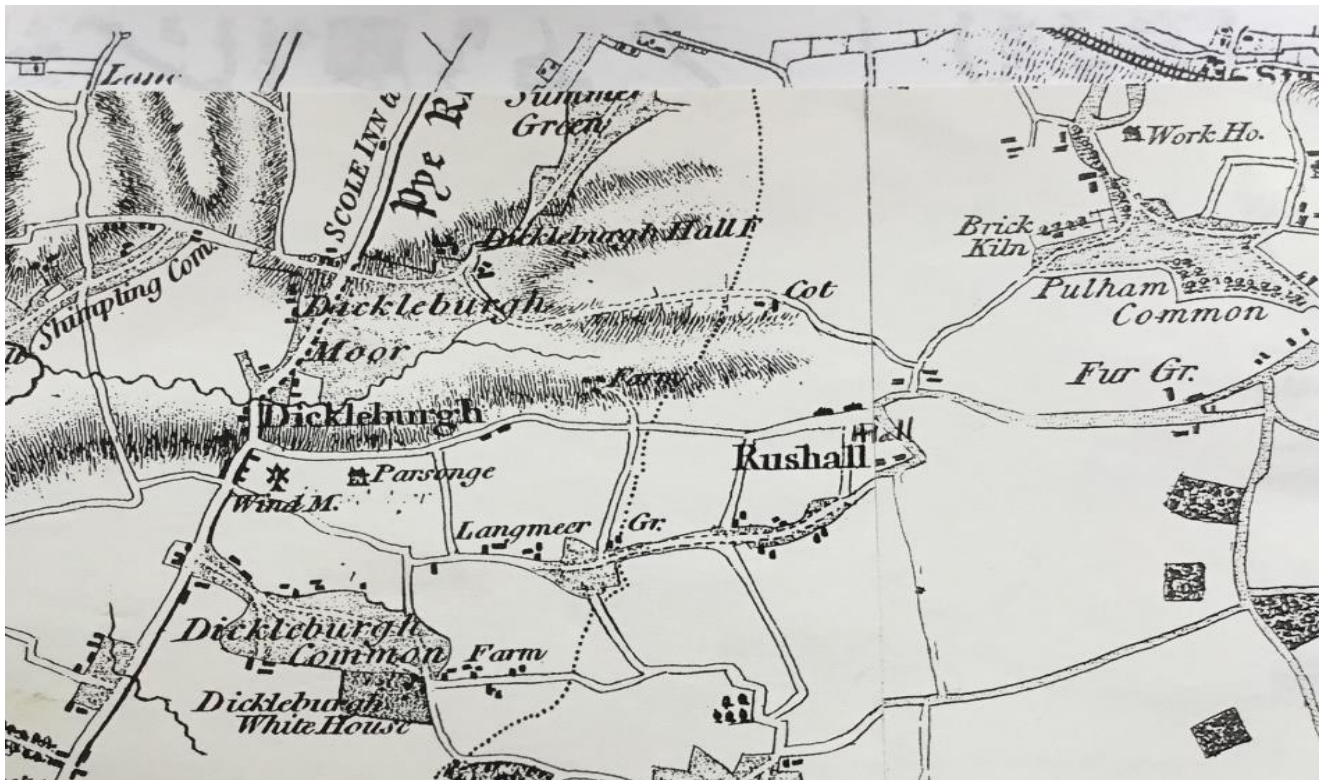 SCOLE INN
Pye R
Summer
Green
Work Ho.
Dickleburgh Hall F
Brick
Kiln
Shimpling Com.
Cot
Pulham
Common
Dickleburgh
Moor
Farm
Fur Gr.
Dickleburgh
Hall
Rushall
Parsonge
Wind M.
Langmeer Gr.
Dickleburgh
Common
Farm
Dickleburgh
White House